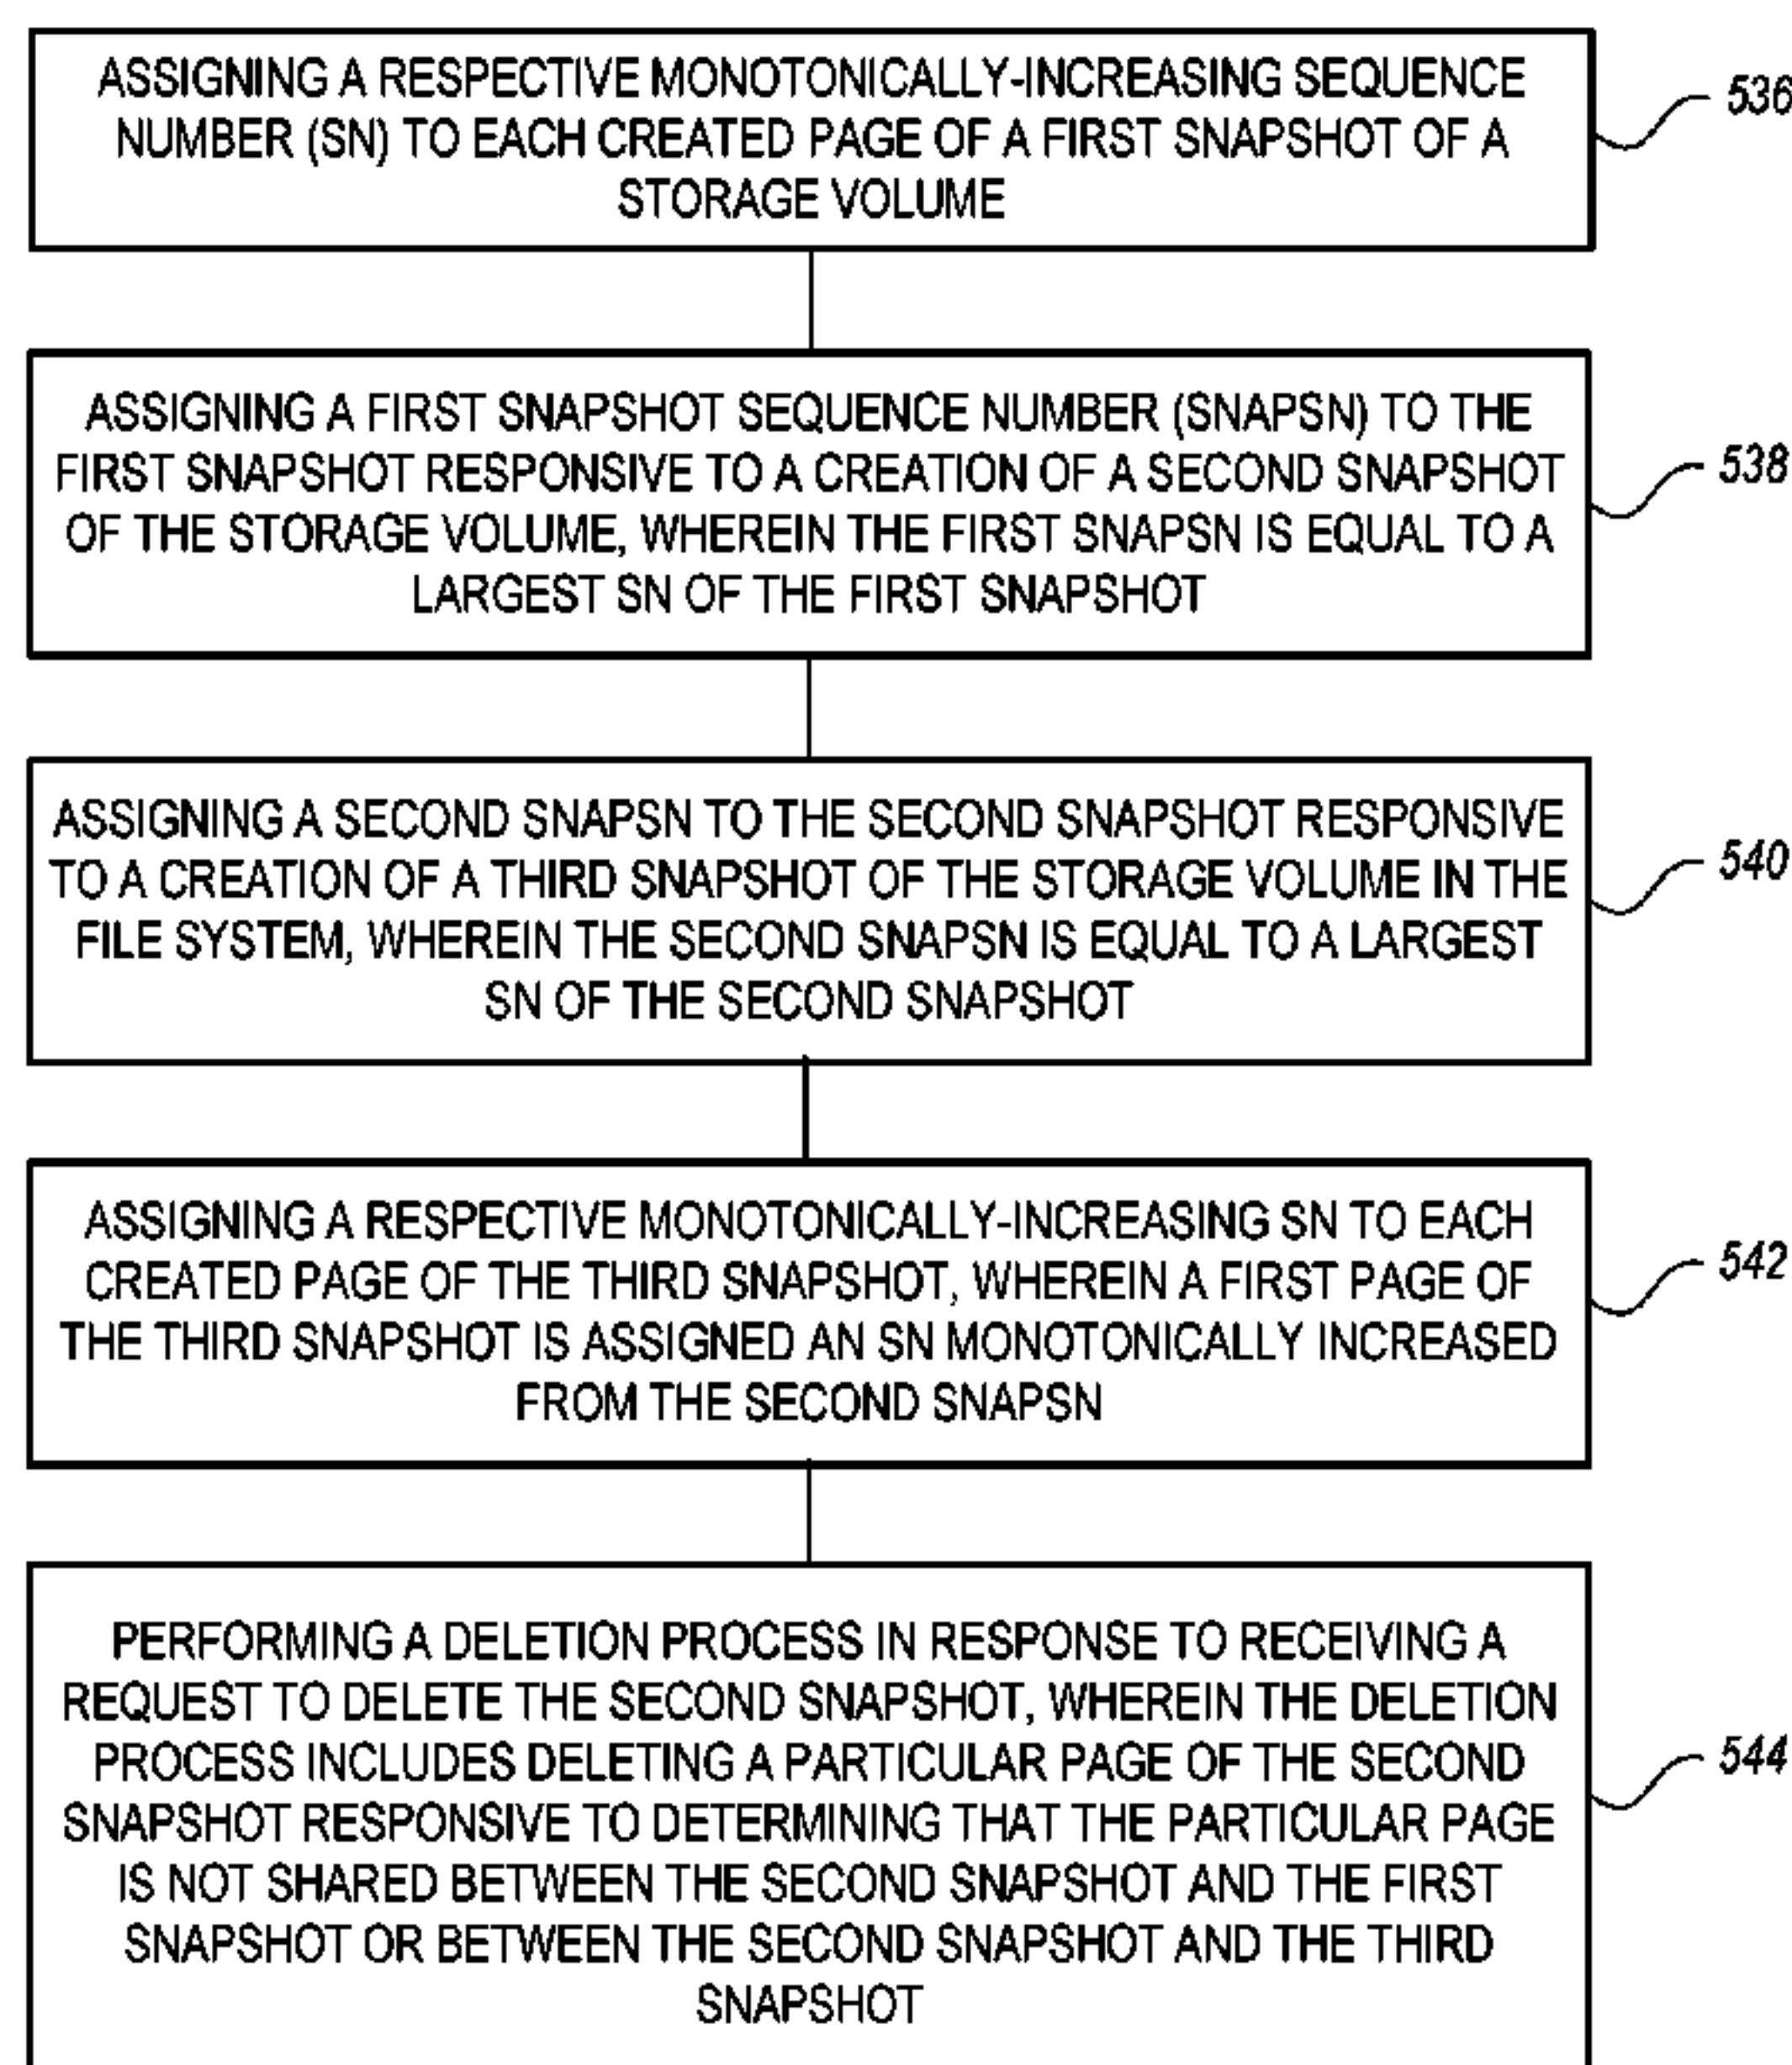 ASSIGNING A RESPECTIVE MONOTONICALLY-INCREASING SEQUENCE
NUMBER (SN) TO EACH CREATED PAGE OF A FIRST SNAPSHOT OF A
STORAGE VOLUME
536
ASSIGNING A FIRST SNAPSHOT SEQUENCE NUMBER (SNAPSN) TO THE
FIRST SNAPSHOT RESPONSIVE TO A CREATION OF A SECOND SNAPSHOT
OF THE STORAGE VOLUME, WHEREIN THE FIRST SNAPSN IS EQUAL TO A
LARGEST SN OF THE FIRST SNAPSHOT
538
ASSIGNING A SECOND SNAPSN TO THE SECOND SNAPSHOT RESPONSIVE
TO A CREATION OF A THIRD SNAPSHOT OF THE STORAGE VOLUME IN THE
FILE SYSTEM, WHEREIN THE SECOND SNAPSN IS EQUAL TO A LARGEST
SN OF THE SECOND SNAPSHOT
540
ASSIGNING A RESPECTIVE MONOTONICALLY-INCREASING SN TO EACH
CREATED PAGE OF THE THIRD SNAPSHOT, WHEREIN A FIRST PAGE OF
THE THIRD SNAPSHOT IS ASSIGNED AN SN MONOTONICALLY INCREASED
FROM THE SECOND SNAPSN
542
PERFORMING A DELETION PROCESS IN RESPONSE TO RECEIVING A
REQUEST TO DELETE THE SECOND SNAPSHOT, WHEREIN THE DELETION
PROCESS INCLUDES DELETING A PARTICULAR PAGE OF THE SECOND
SNAPSHOT RESPONSIVE TO DETERMINING THAT THE PARTICULAR PAGE
IS NOT SHARED BETWEEN THE SECOND SNAPSHOT AND THE FIRST
SNAPSHOT OR BETWEEN THE SECOND SNAPSHOT AND THE THIRD
SNAPSHOT
544